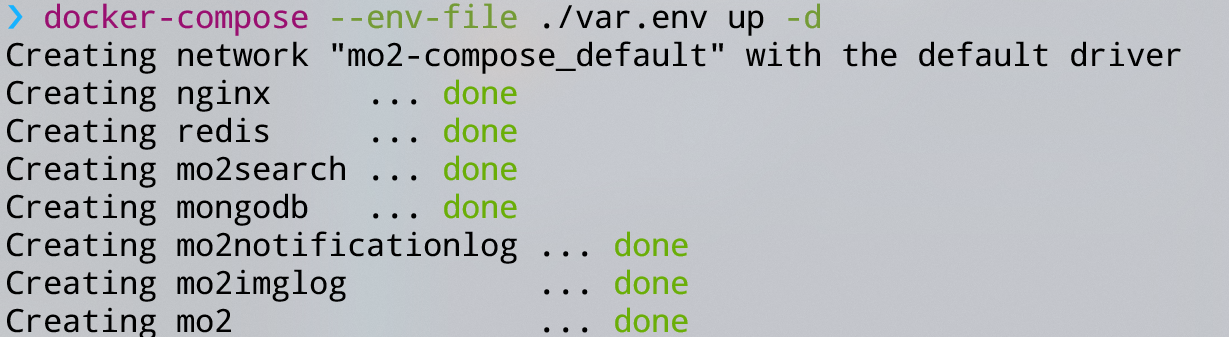 ❯ docker-compose --env-file ./var.env up -d
Creating network "mo2-compose_default" with the default driver
Creating nginx     ... done
Creating redis     ... done
Creating mo2search ... done
Creating mongodb   ... done
Creating mo2notificationlog ... done
Creating mo2imglog          ... done
Creating mo2                ... done